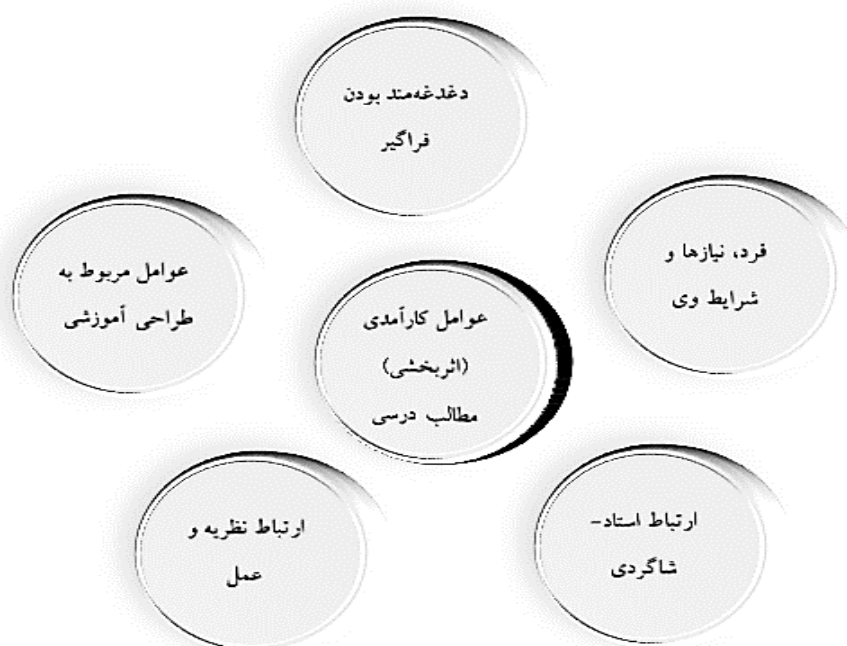 دغدغه‌مند بودن
فراگیر
فرد، نیازها و
شرایط وی
عوامل مربوط به
طراحی آموزشی
عوامل کارآمدی
(اثربخشی)
مطالب درسی
ارتباط استاد-
شاگردی
ارتباط نظریه و
عمل